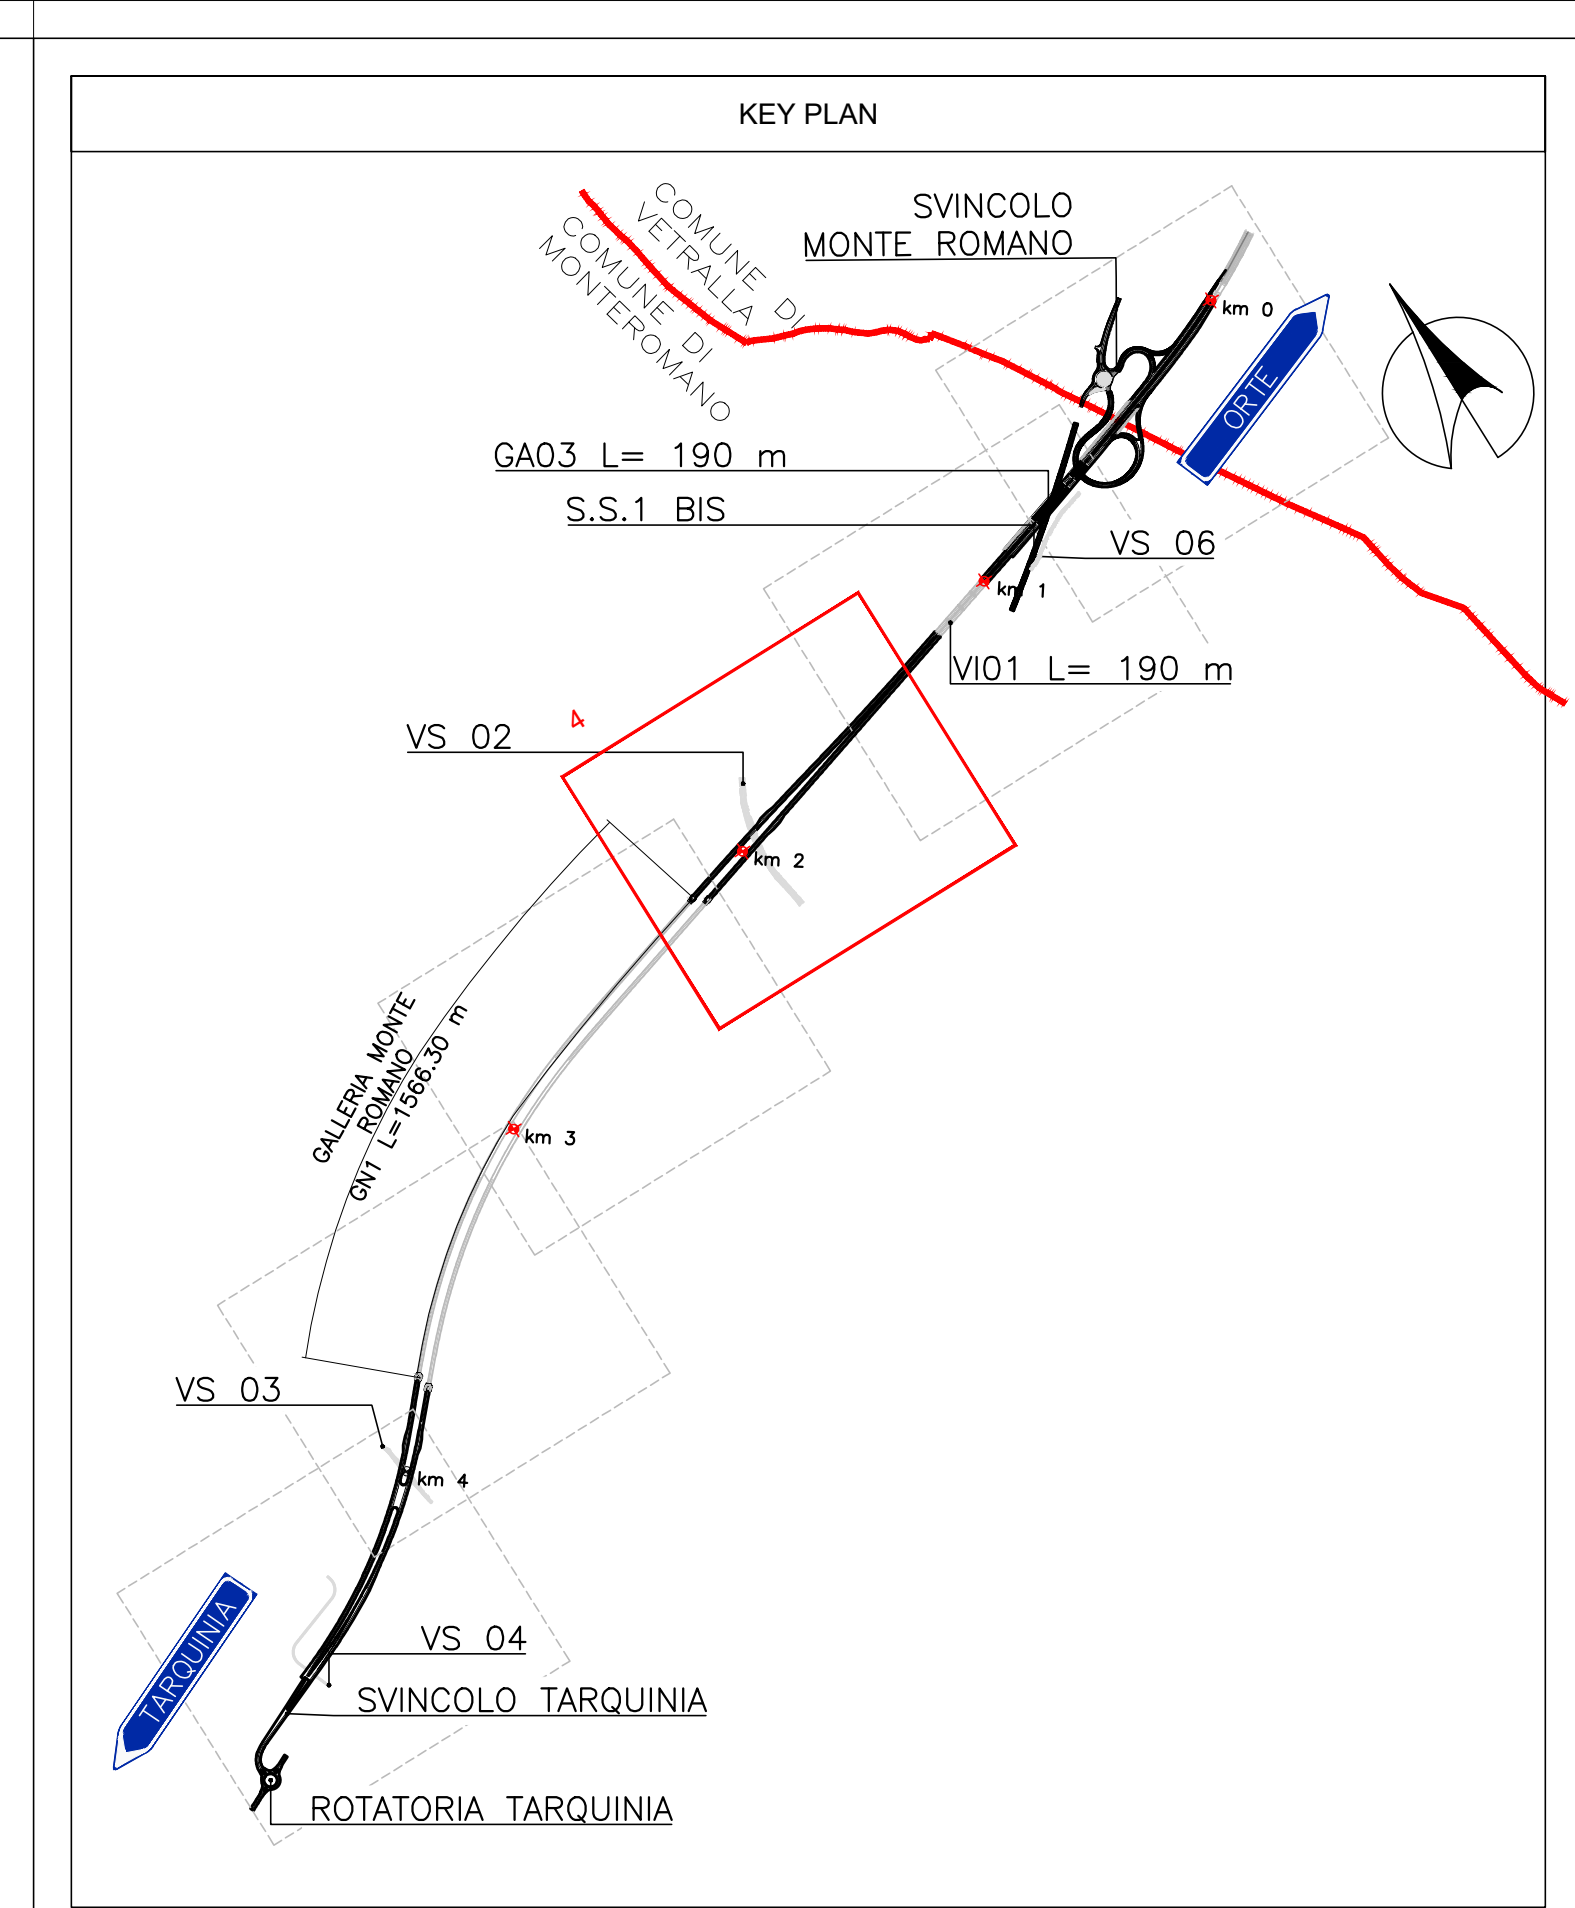 KEY PLAN
COMUNE DI
VETRALLA
COMUNE DI
MONTEROMANO
SVINCOLO
MONTE ROMANO
km 0
ORTE
GA03 L= 190 m
S.S.1 BIS
VS 06
km 1
VI01 L= 190 m
4
VS 02
km 2
GALLERIA MONTE
ROMANO
GN1 L=1566.30 m
km 3
VS 03
km 4
TARQUINIA
VS 04
SVINCOLO TARQUINIA
ROTATORIA TARQUINIA